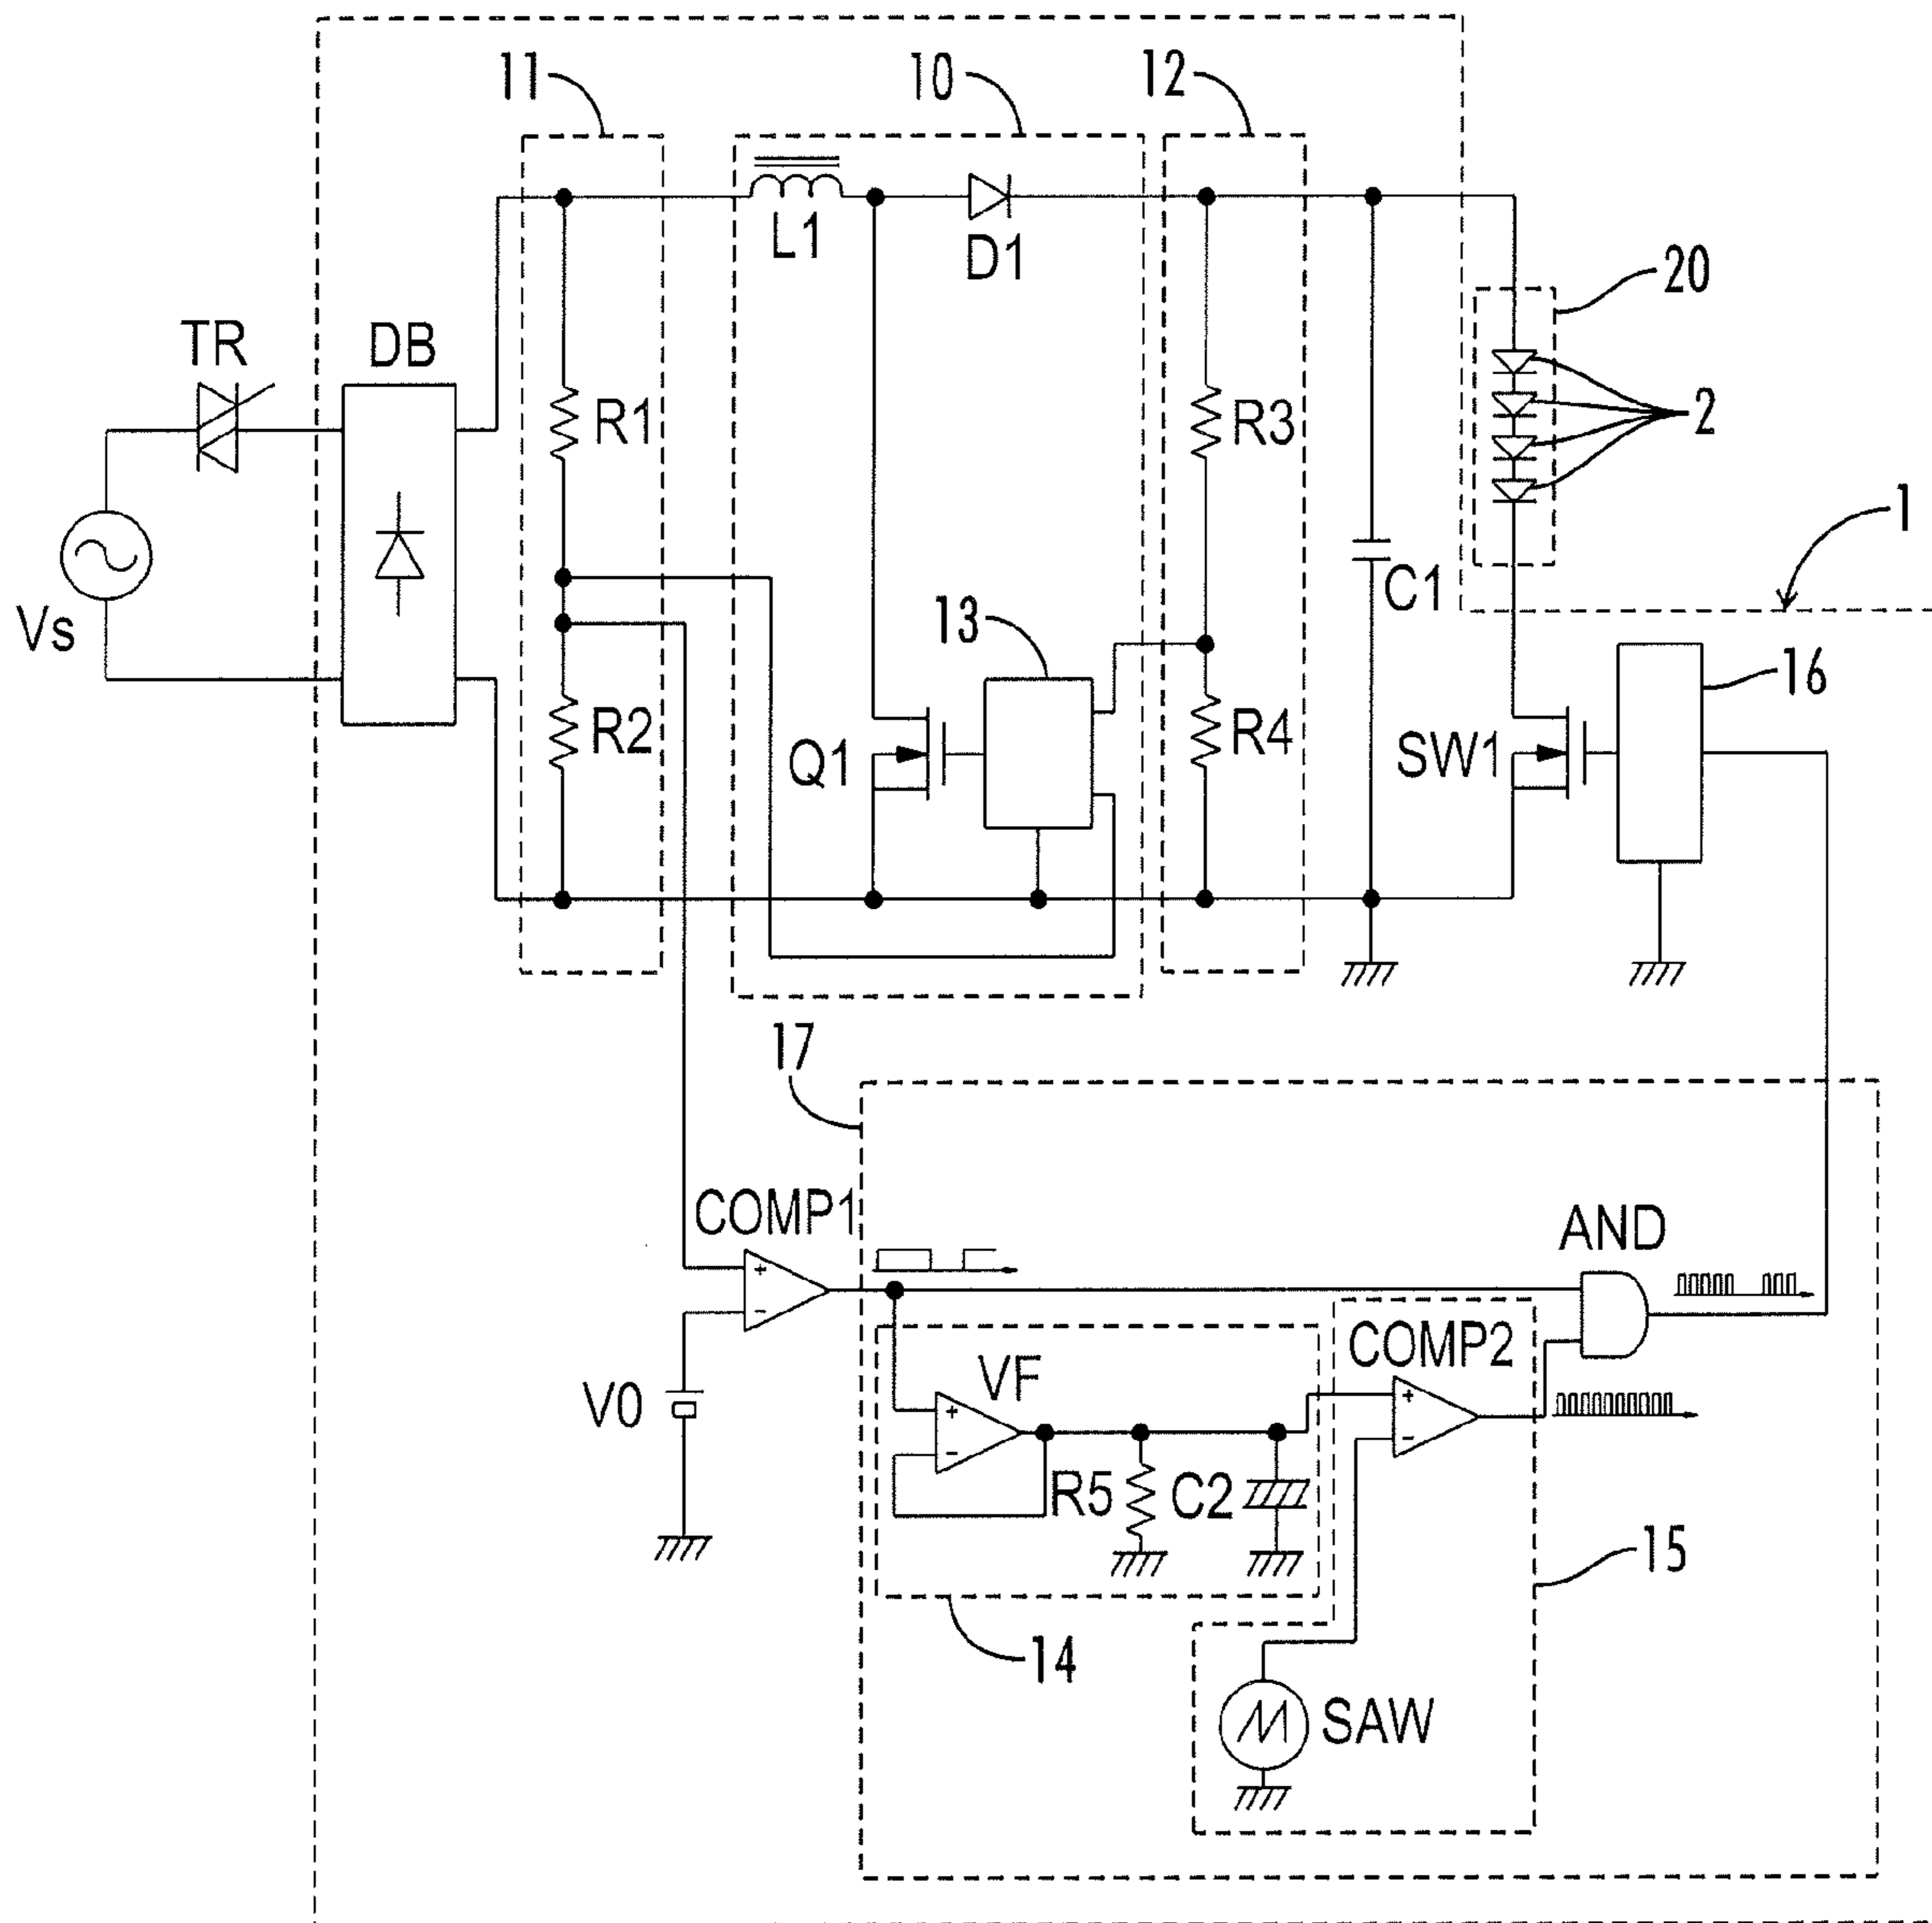 11
10
12
L1
D1
20
TR
DB
R1
R3
2
1
Vs
C1
13
16
R2
Q1
R4
SW1
17
COMP1
+
-
AND
V0
VF
+
-
COMP2
+
-
R5
C2
15
14
SAW